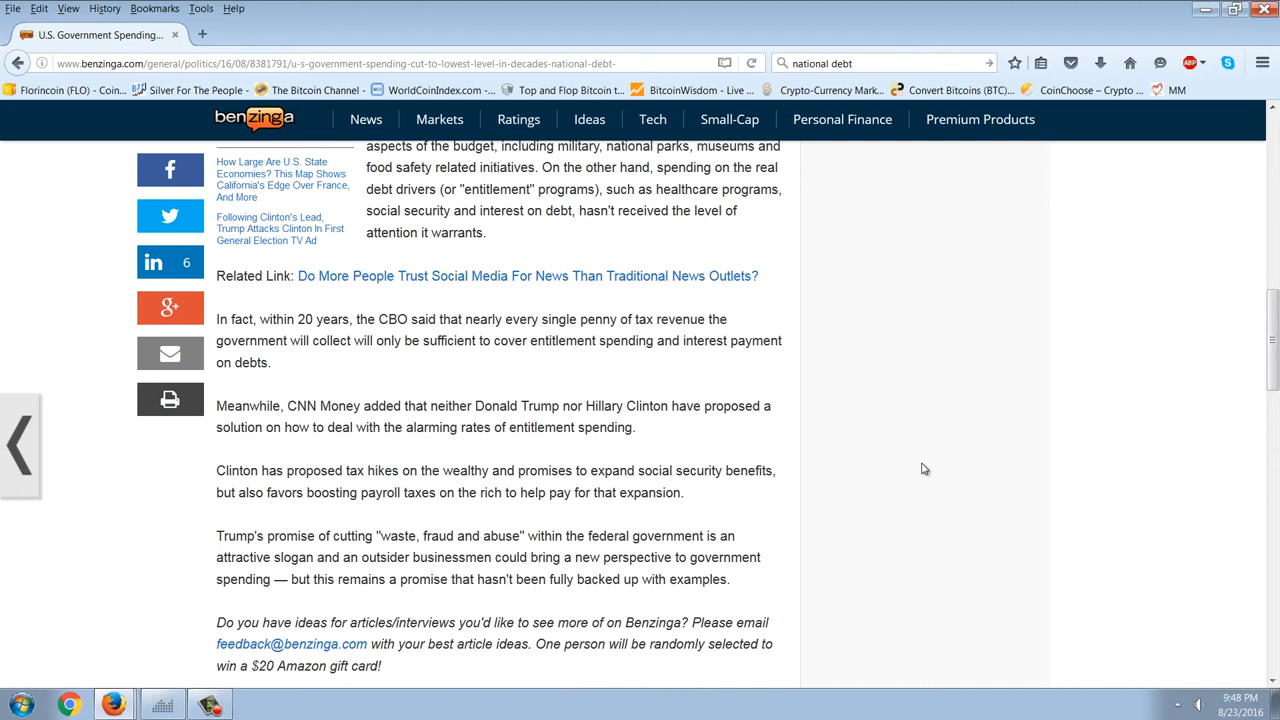 File Edit View History Bookmarks Tools Help
U.S. Government Spending...
www.benzinga.com/general/politics/16/08/8381791/u-s-government-spending-cut-to-lowest-level-in-decades-national-debt-
national debt
ABP
Florincoin (FLO) - Coin... Silver For The People - ... The Bitcoin Channel - ... WorldCoinIndex.com -... Top and Flop Bitcoin t... BitcoinWisdom - Live ... Crypto-Currency Mark... Convert Bitcoins (BTC)... CoinChoose – Crypto ... MM
benzinga News Markets Ratings Ideas Tech Small-Cap Personal Finance Premium Products
How Large Are U.S. State
Economies? This Map Shows
California's Edge Over France,
And More
Following Clinton's Lead,
Trump Attacks Clinton In First
General Election TV Ad
6
aspects of the budget, including military, national parks, museums and
food safety related initiatives. On the other hand, spending on the real
debt drivers (or "entitlement" programs), such as healthcare programs,
social security and interest on debt, hasn't received the level of
attention it warrants.
Related Link: Do More People Trust Social Media For News Than Traditional News Outlets?
In fact, within 20 years, the CBO said that nearly every single penny of tax revenue the
government will collect will only be sufficient to cover entitlement spending and interest payment
on debts.
Meanwhile, CNN Money added that neither Donald Trump nor Hillary Clinton have proposed a
solution on how to deal with the alarming rates of entitlement spending.
Clinton has proposed tax hikes on the wealthy and promises to expand social security benefits,
but also favors boosting payroll taxes on the rich to help pay for that expansion.
Trump's promise of cutting "waste, fraud and abuse" within the federal government is an
attractive slogan and an outsider businessmen could bring a new perspective to government
spending — but this remains a promise that hasn't been fully backed up with examples.
Do you have ideas for articles/interviews you'd like to see more of on Benzinga? Please email
feedback@benzinga.com with your best article ideas. One person will be randomly selected to
win a $20 Amazon gift card!
9:48 PM
8/23/2016